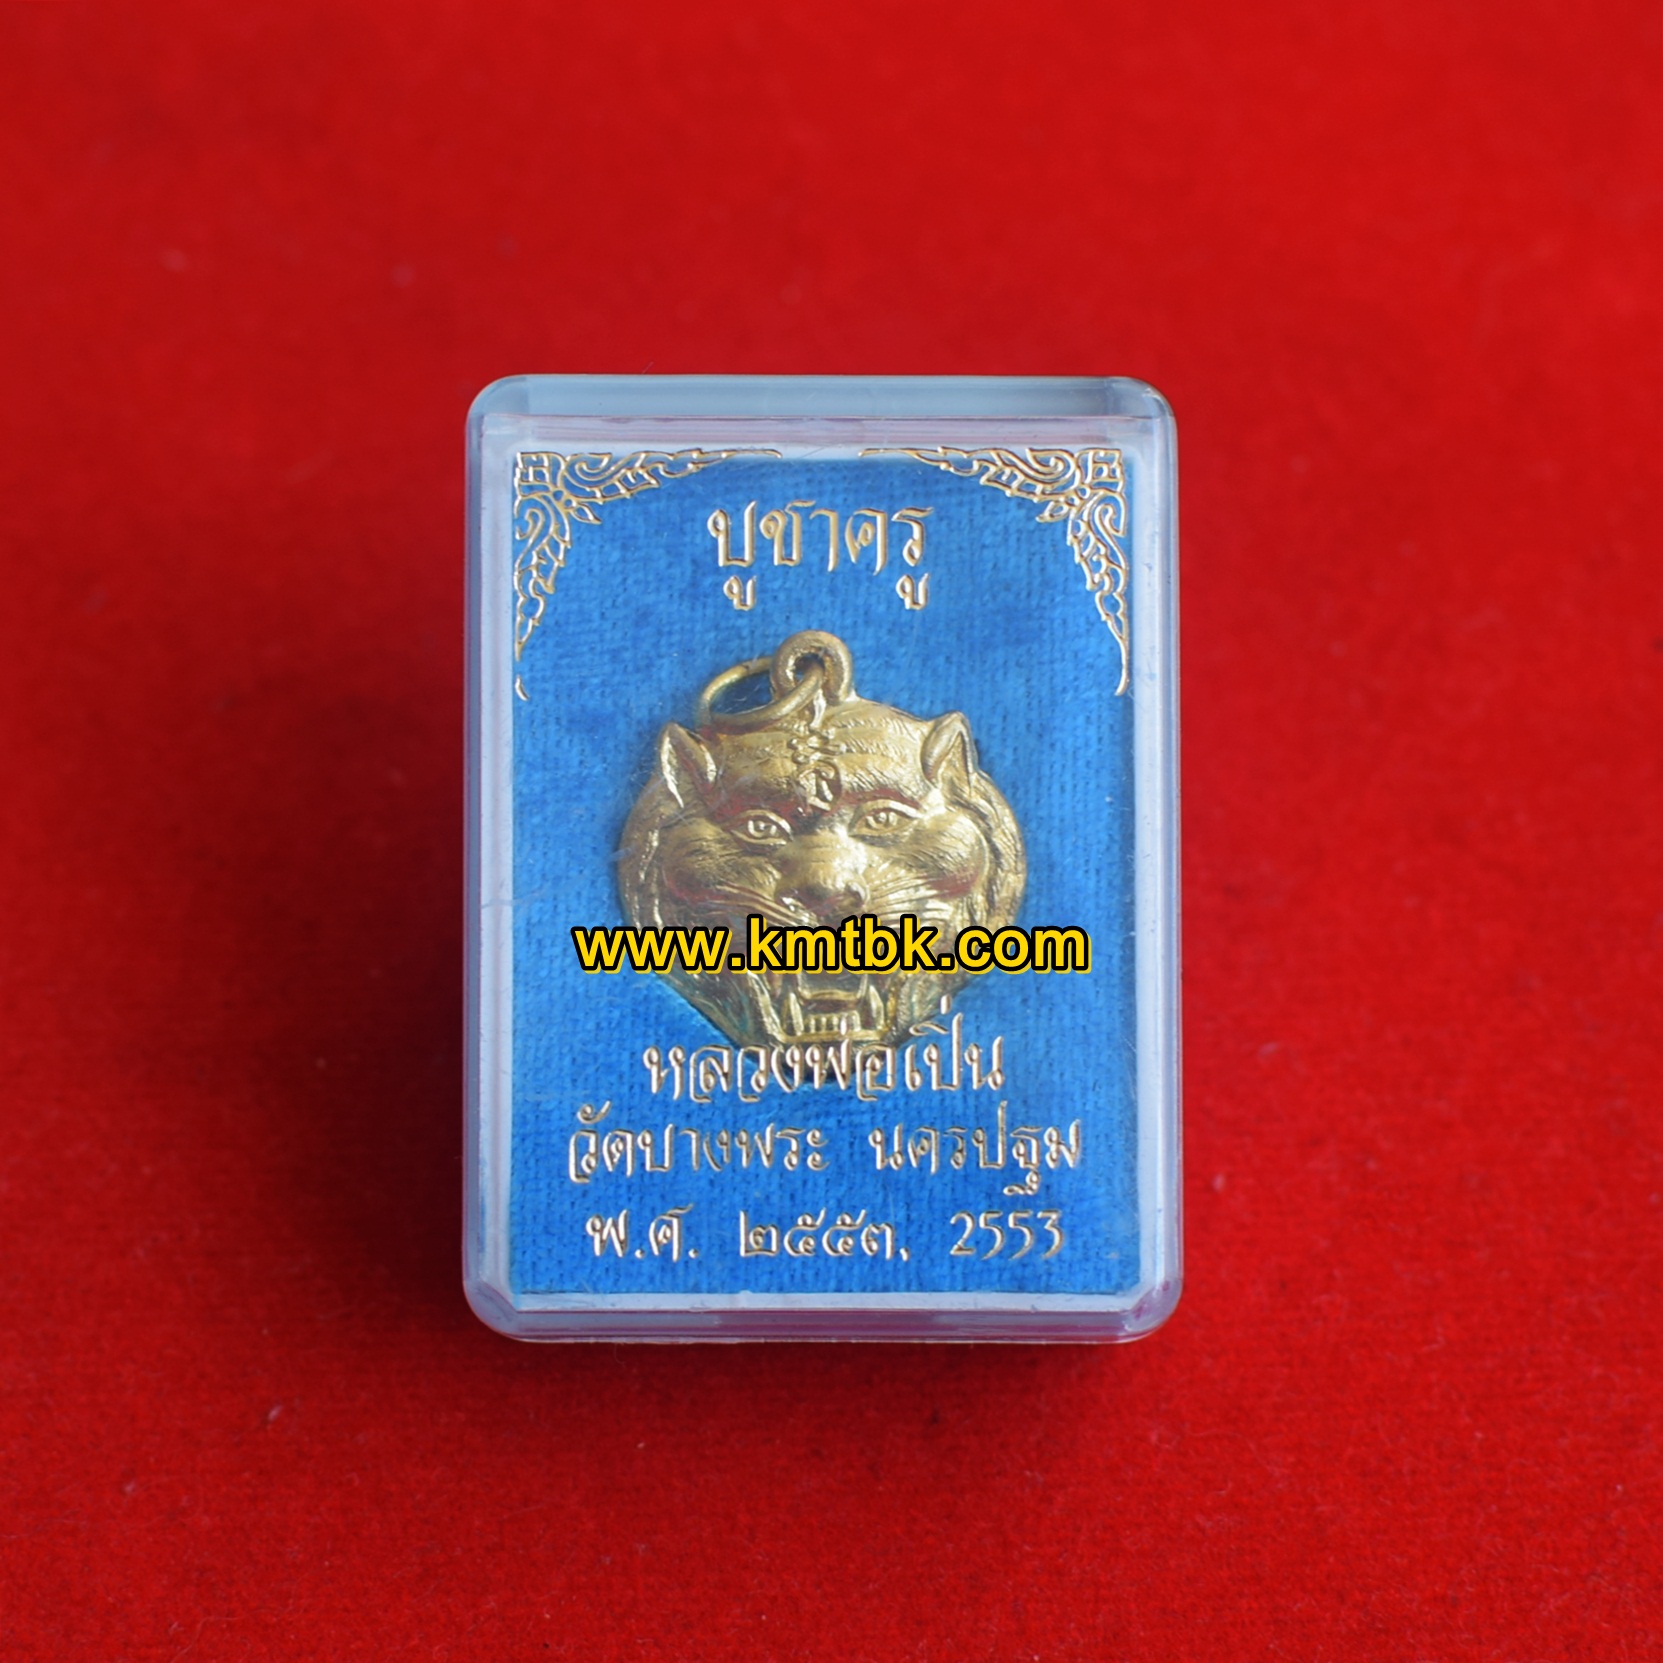 บูชาครู
www.kmtbk.com
หลวงพ่อเปิ่น
วัดบางพระ นครปฐม
พ.ศ. ๒๕๕๓, 2553